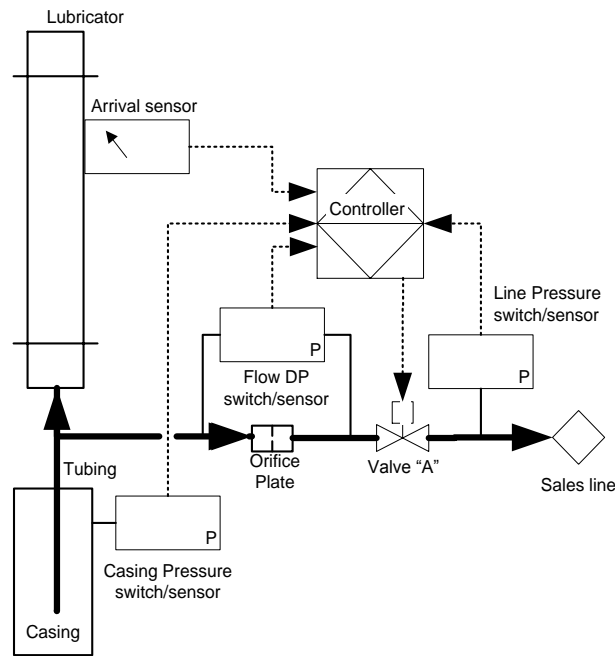 Lubricator
Arrival sensor
Controller
Line Pressure
switch/sensor
P
P
Flow DP
switch/sensor
Tubing
Orifice
Plate
Valve “A”
Sales line
P
Casing Pressure
switch/sensor
Casing